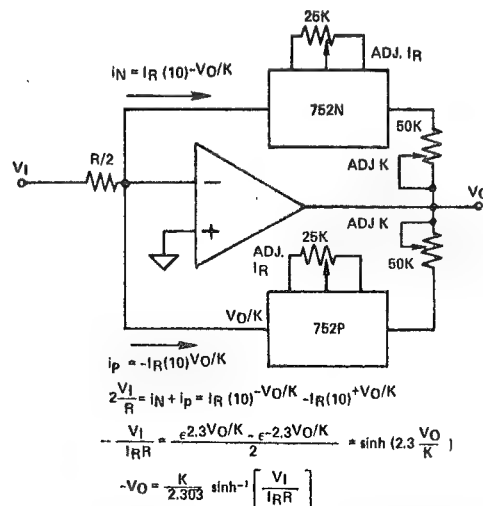 25K
ADJ. IR
iN = IR (10) -VO/K
752N
50K
ADJ K
VI
R/2
−
+
VO
ADJ K
25K
ADJ. IR
50K
VO/K
752P
iP = -IR(10) VO/K
2 VI/R = iN + iP = IR (10) -VO/K -IR(10) +VO/K
- VI/IRR = ϵ2.3VO/K - ϵ-2.3VO/K / 2 = sinh (2.3 VO/K )
-VO = K/2.303 sinh-1 [ VI/IRR ]